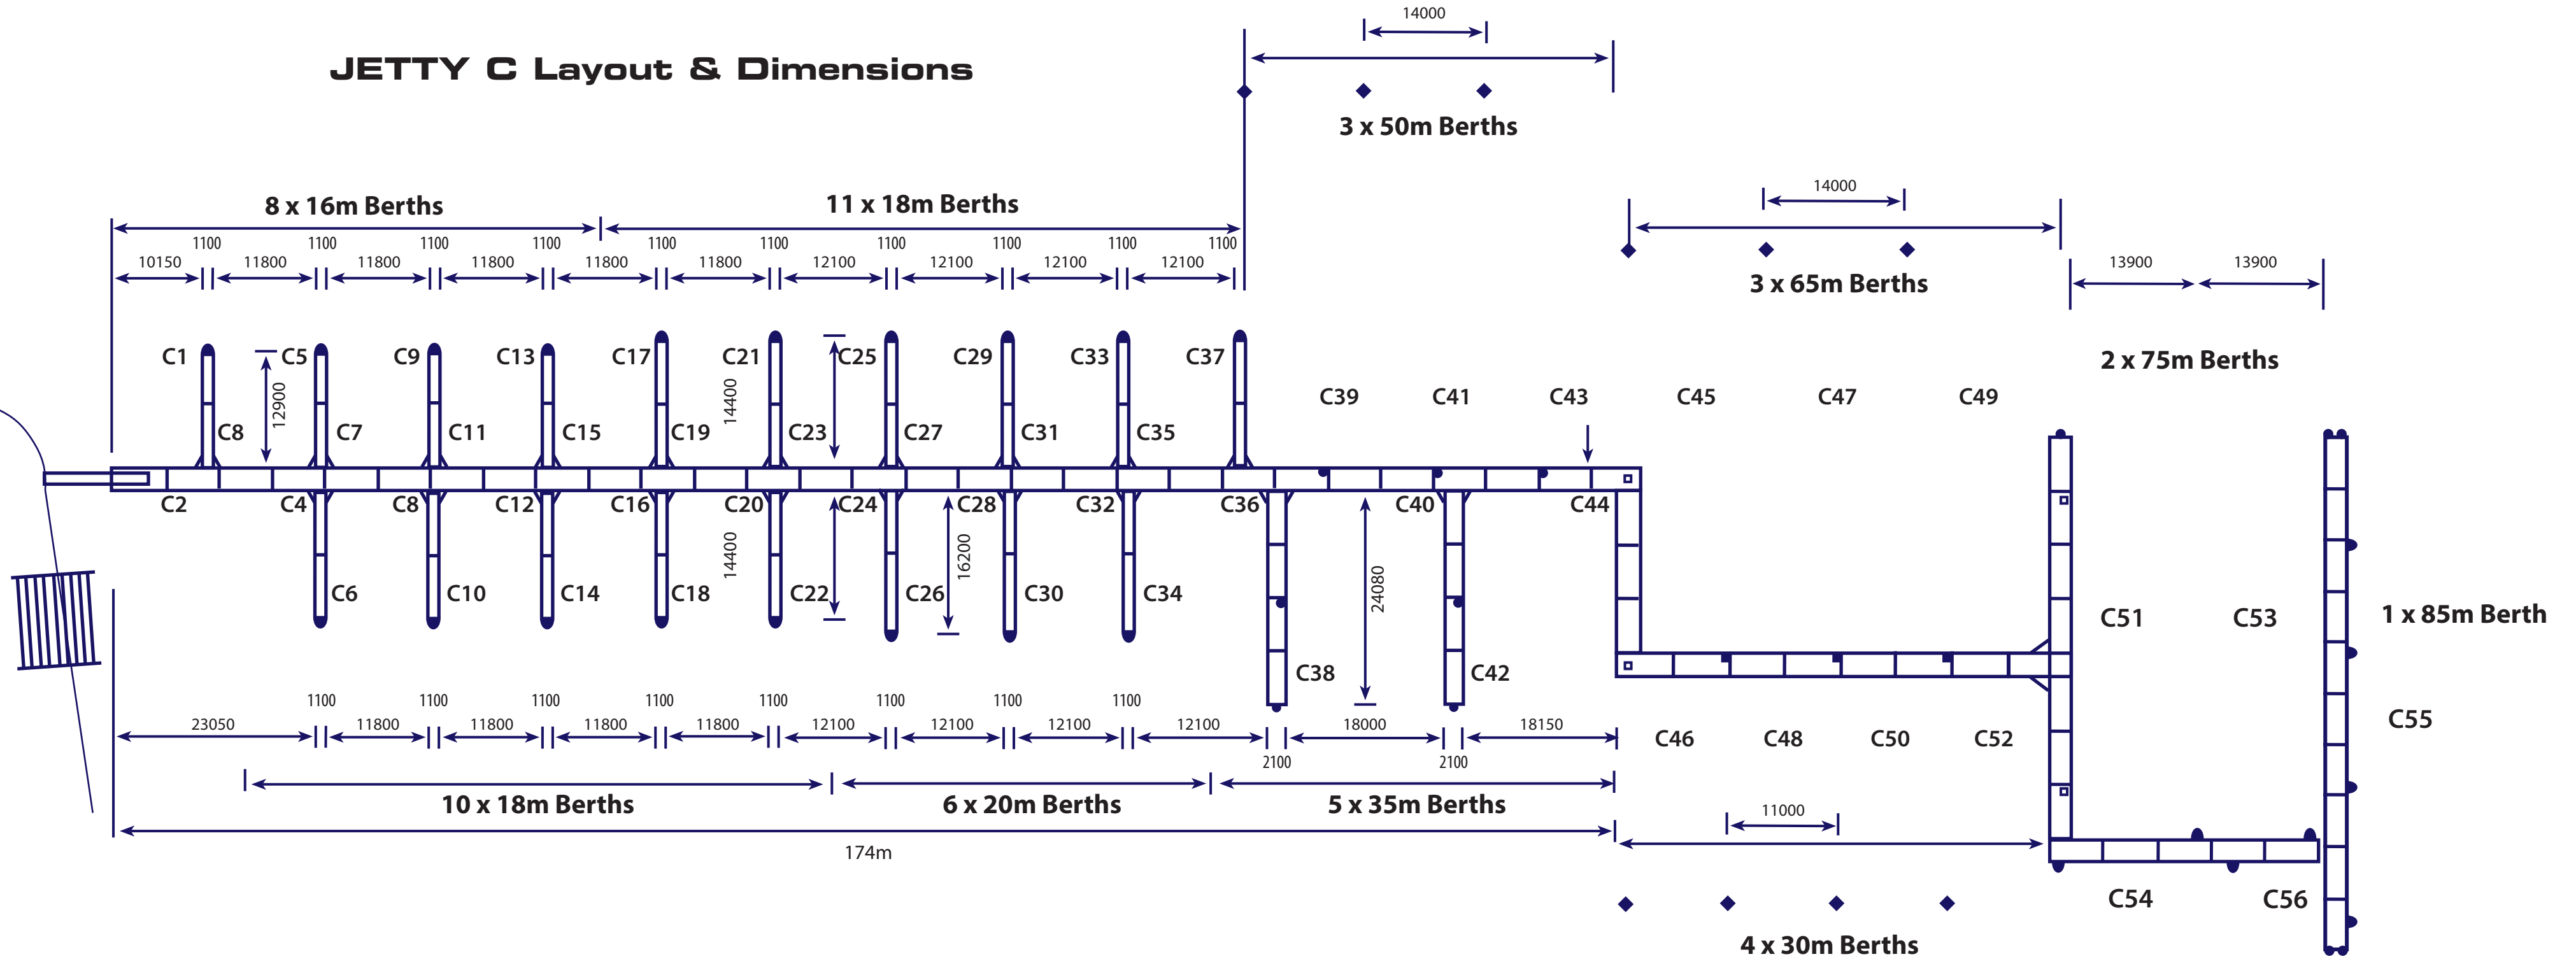 14000
JETTY C Layout & Dimensions
3 x 50m Berths
14000
8 x 16m Berths
11 x 18m Berths
1100 1100 1100 1100 1100 1100 1100 1100 1100 1100
10150 11800 11800 11800 11800 11800 12100 12100 12100 12100
3 x 65m Berths
13900 13900
2 x 75m Berths
C1 C5 C9 C13 C17 C21 C25 C29 C33 C37
12900
14400
C39 C41 C43 C45 C47 C49
C8 C7 C11 C15 C19 C23 C27 C31 C35
C2 C4 C8 C12 C16 C20 C24 C28 C32 C36 C40 C44
14400
16200
24080
C6 C10 C14 C18 C22 C26 C30 C34
C51 C53
1 x 85m Berth
C38 C42
1100 1100 1100 1100 1100 1100 1100 1100
23050 11800 11800 11800 11800 12100 12100 12100 12100 18000 18150
C55
C46 C48 C50 C52
2100 2100
10 x 18m Berths
6 x 20m Berths
5 x 35m Berths
11000
174m
C54 C56
4 x 30m Berths